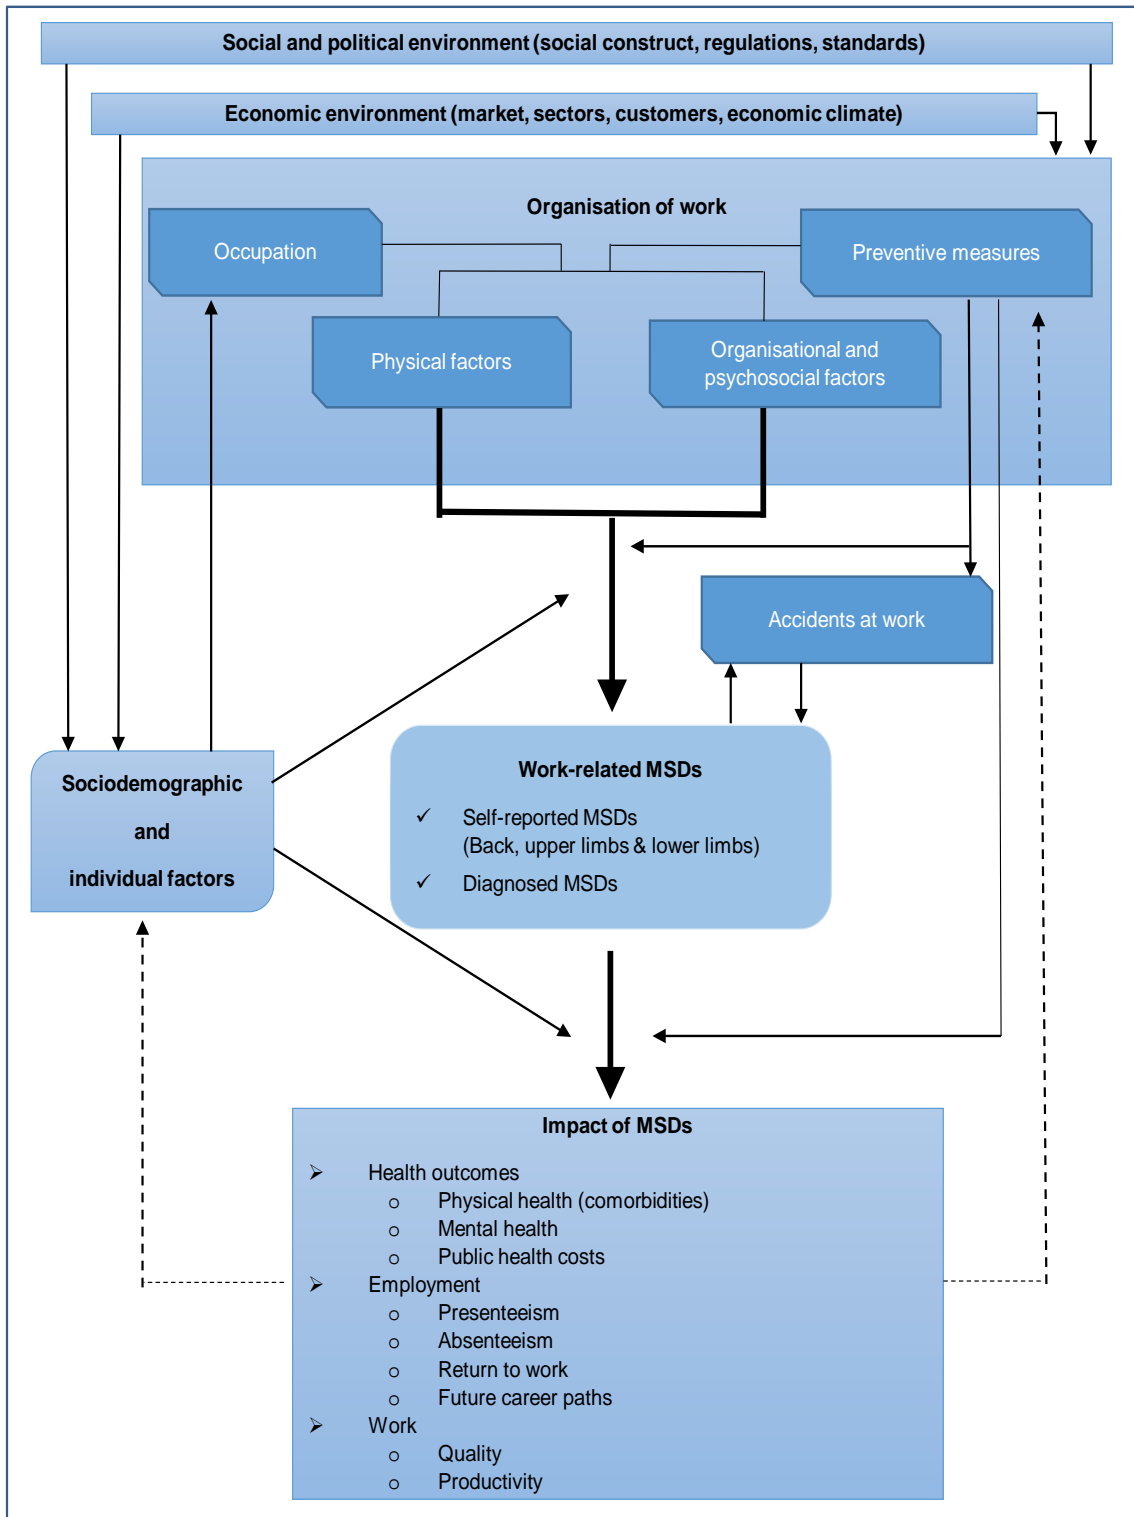 Social and political environment (social construct, regulations, standards)
Economic environment (market, sectors, customers, economic climate)
Organisation of work
Occupation
Preventive measures
Physical factors
Organisational and
psychosocial factors
Accidents at work
Sociodemographic
and
individual factors
Work-related MSDs
✓ Self-reported MSDs
(Back, upper limbs & lower limbs)
✓ Diagnosed MSDs
Impact of MSDs
➢ Health outcomes
o Physical health (comorbidities)
o Mental health
o Public health costs
➢ Employment
o Presenteeism
o Absenteeism
o Return to work
o Future career paths
➢ Work
o Quality
o Productivity